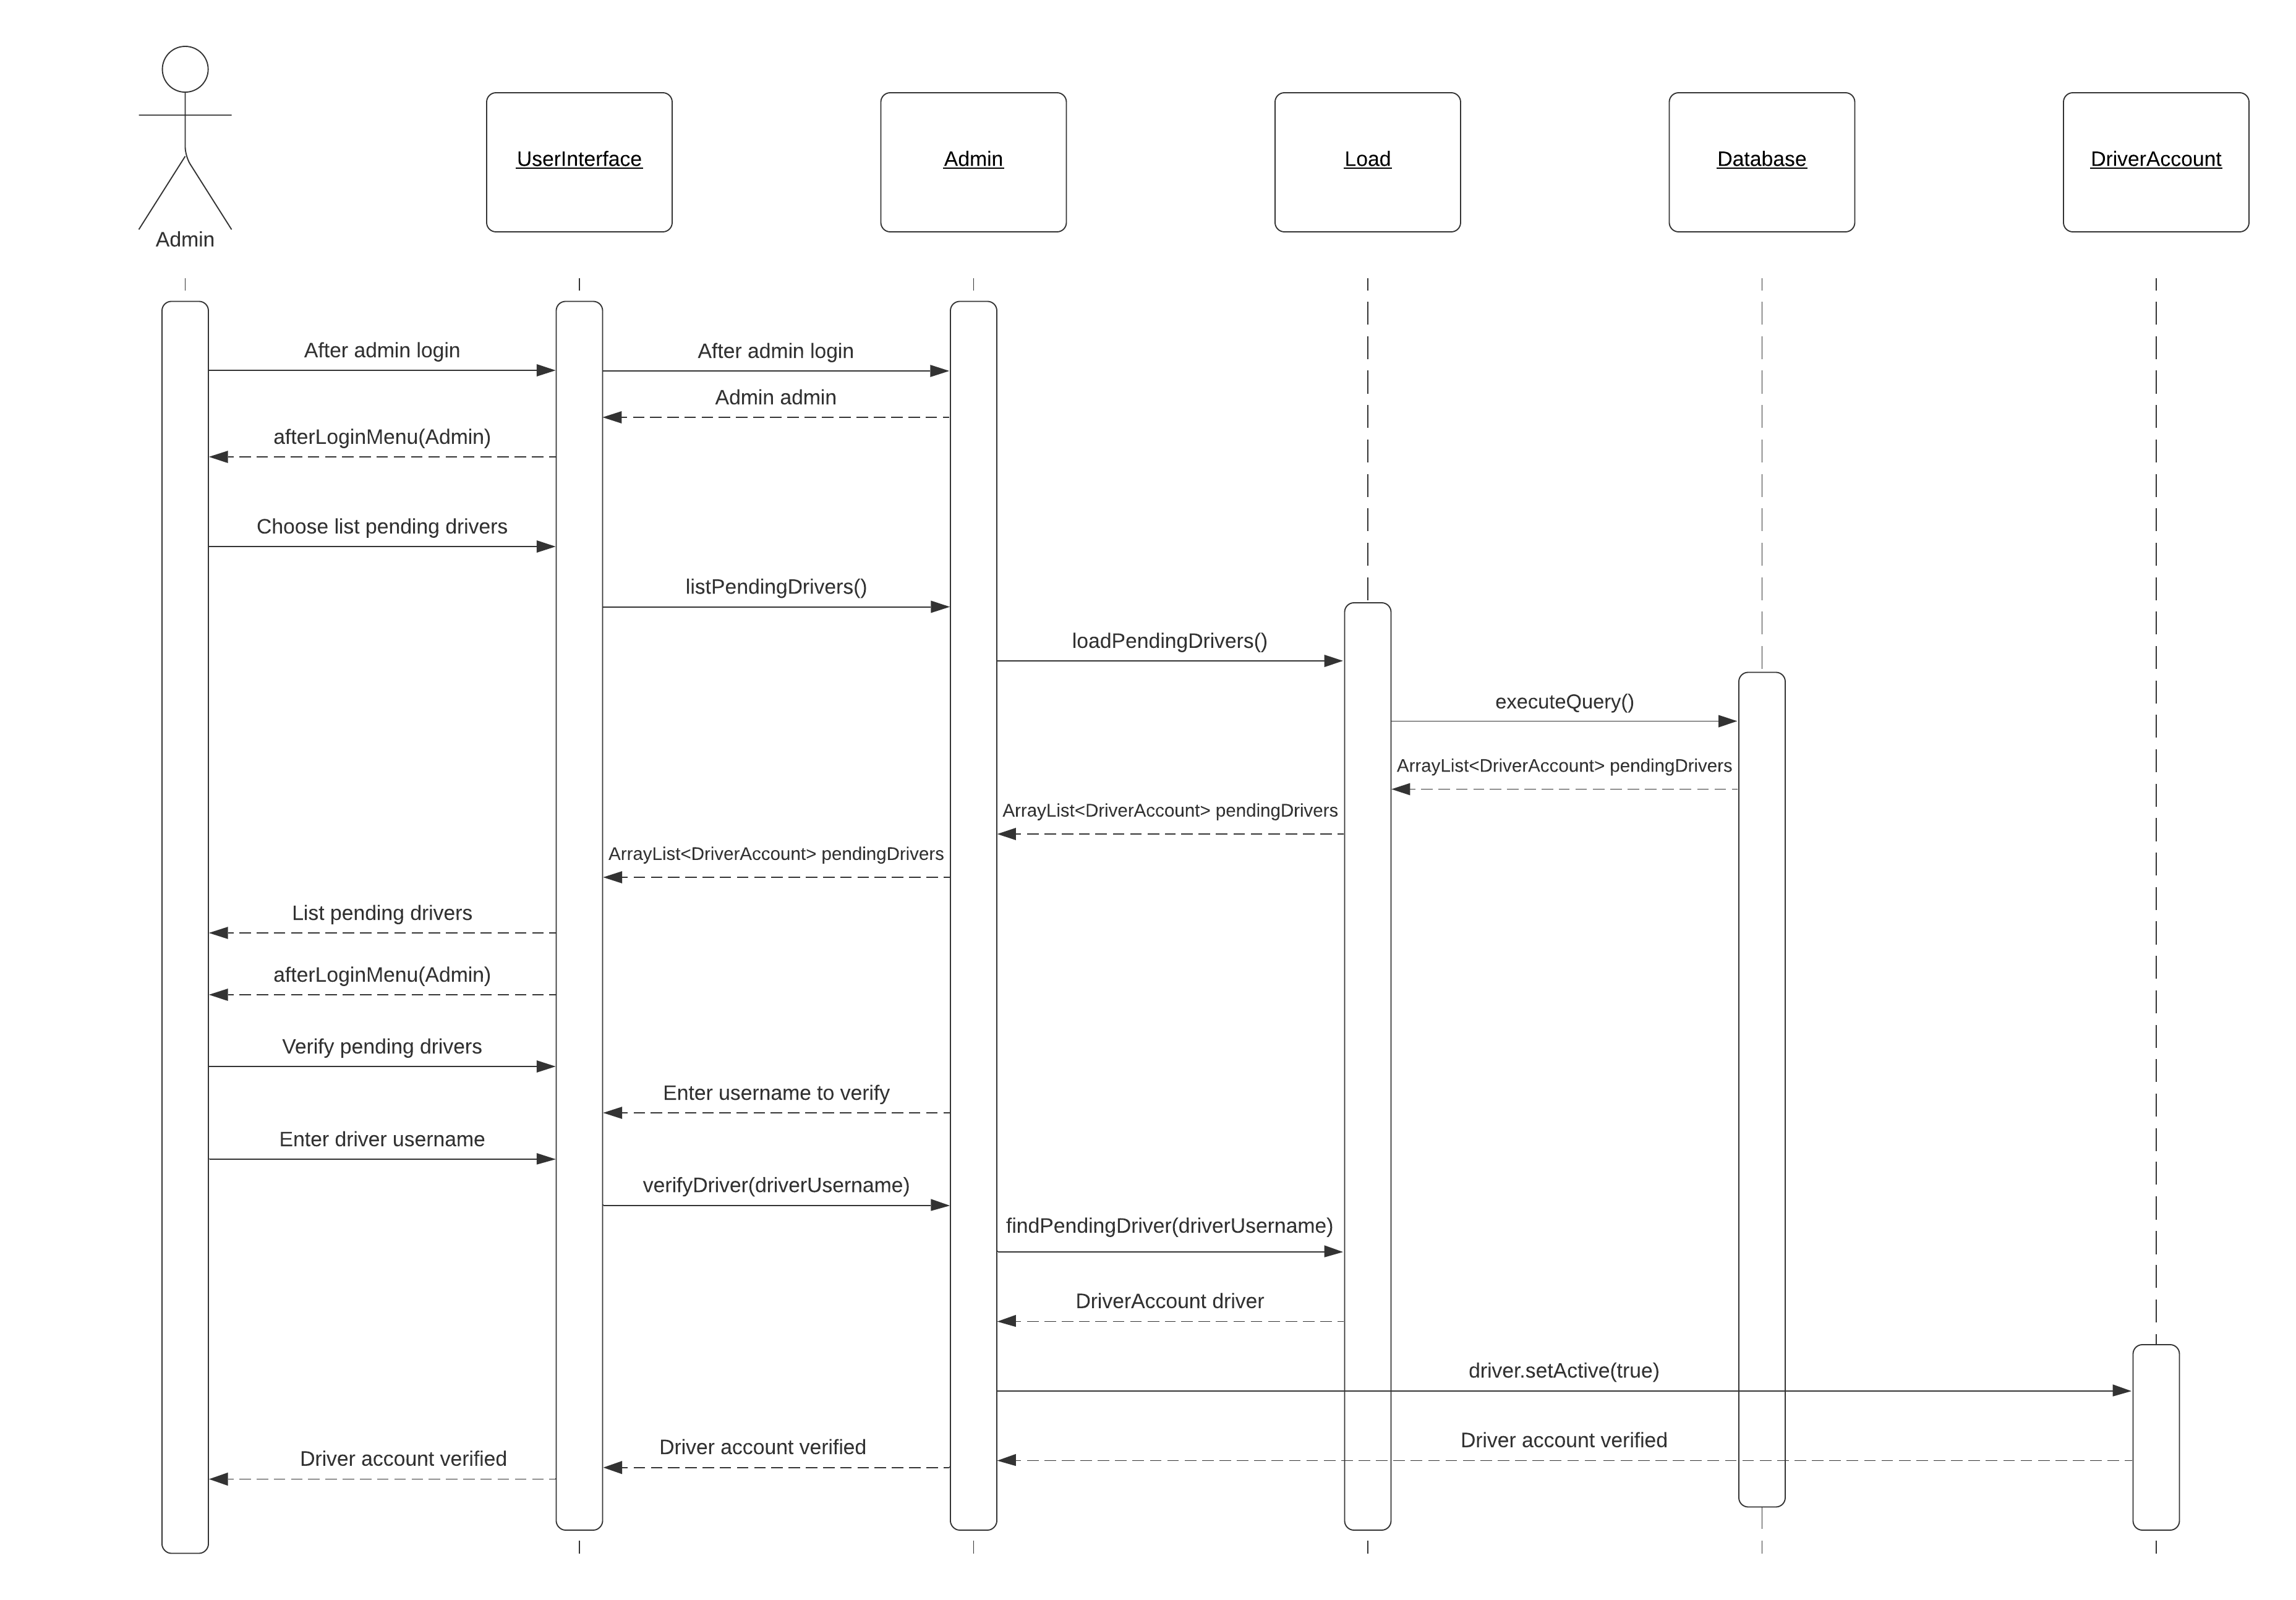 Admin
UserInterface
Admin
Load
Database
DriverAccount
After admin login
After admin login
Admin admin
afterLoginMenu(Admin)
Choose list pending drivers
listPendingDrivers()
loadPendingDrivers()
executeQuery()
ArrayList<DriverAccount> pendingDrivers
ArrayList<DriverAccount> pendingDrivers
ArrayList<DriverAccount> pendingDrivers
List pending drivers
afterLoginMenu(Admin)
Verify pending drivers
Enter username to verify
Enter driver username
verifyDriver(driverUsername)
findPendingDriver(driverUsername)
DriverAccount driver
driver.setActive(true)
Driver account verified
Driver account verified
Driver account verified